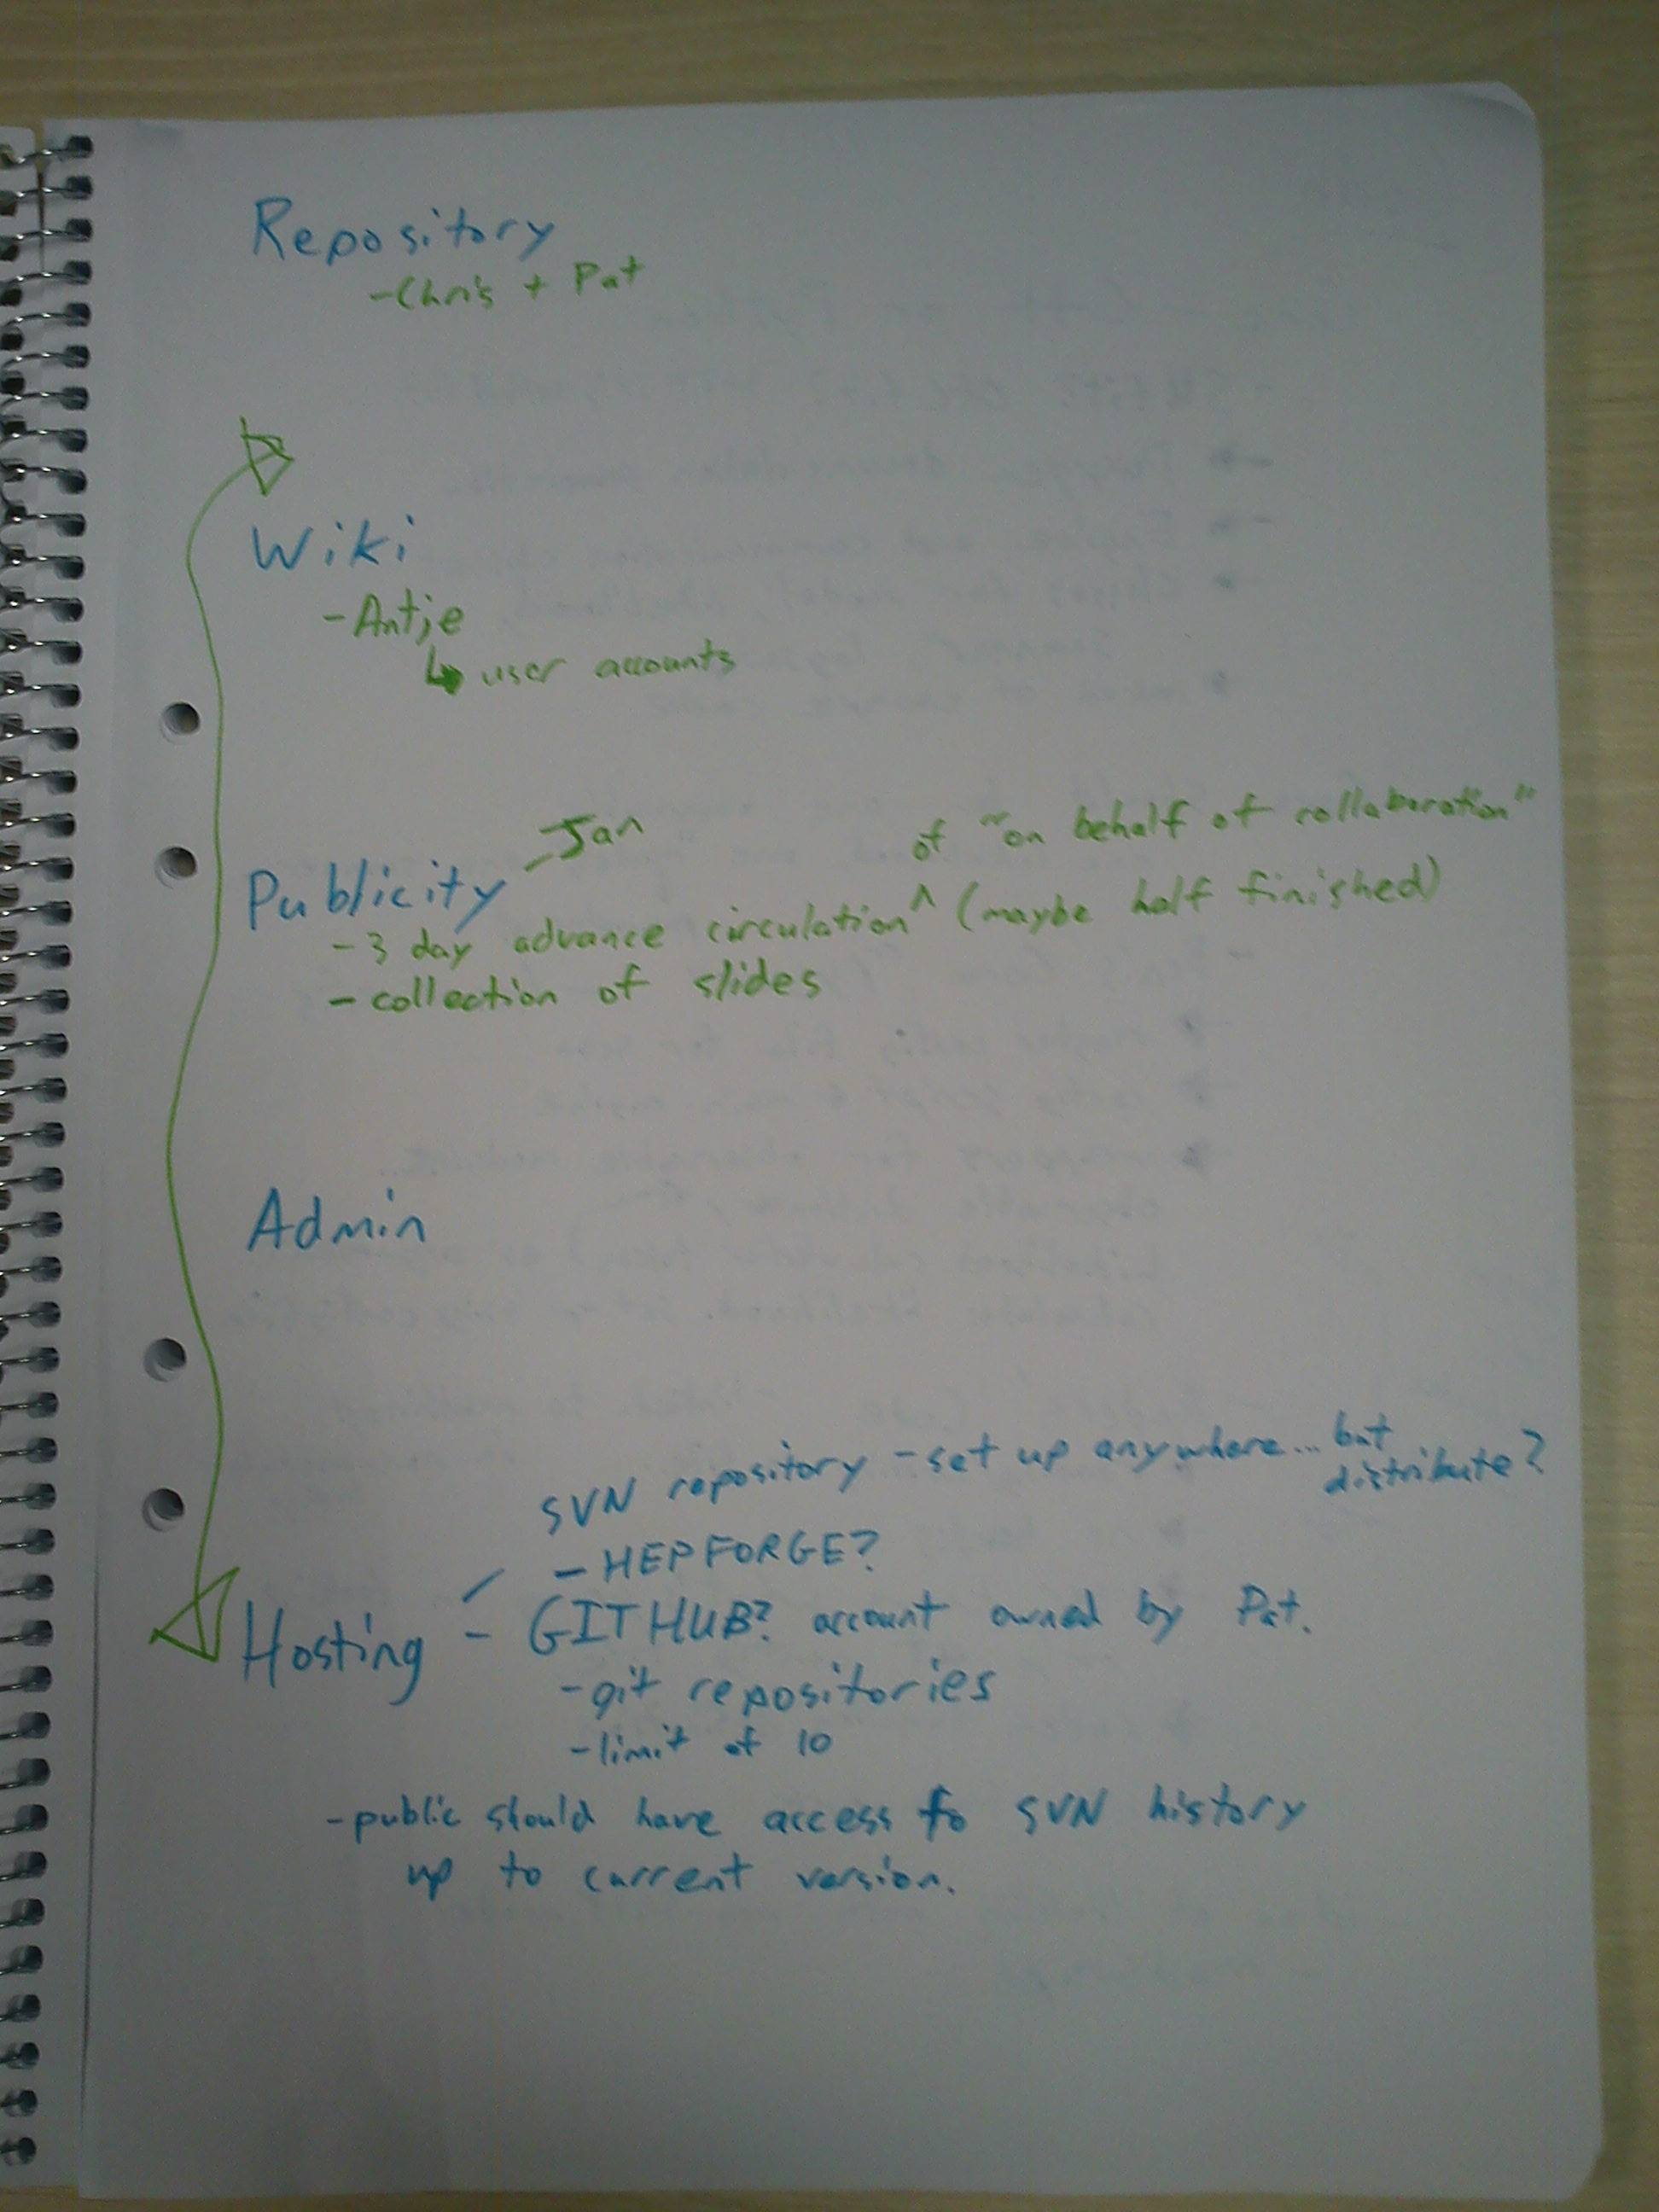 Repository
- Chris + Pat
Wiki
- Antje
↳ user accounts
Publicity - Jan
of "on behalf of collaboration"
- 3 day advance circulation ^ (maybe half finished)
- collection of slides
Admin
SVN repository - set up anywhere... but
distribute?
- HEPFORGE?
Hosting - GITHUB? account owned by Pat.
- git repositories
- limit of 10
- public should have access to SVN history
up to current version.